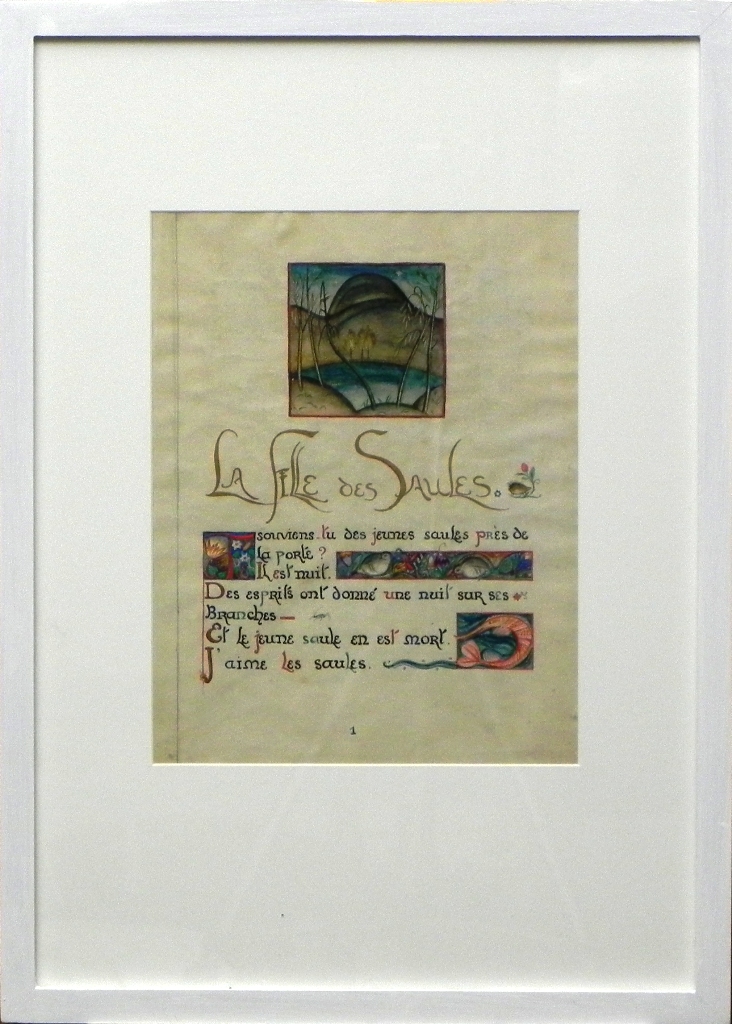 La Fille des Saules.
souviens-tu des jeunes saules près de
la porte ?
Il est nuit.
Des esprits ont donné une nuit sur ses
Branches —
Et le jeune saule en est mort.
J'aime les saules.
1